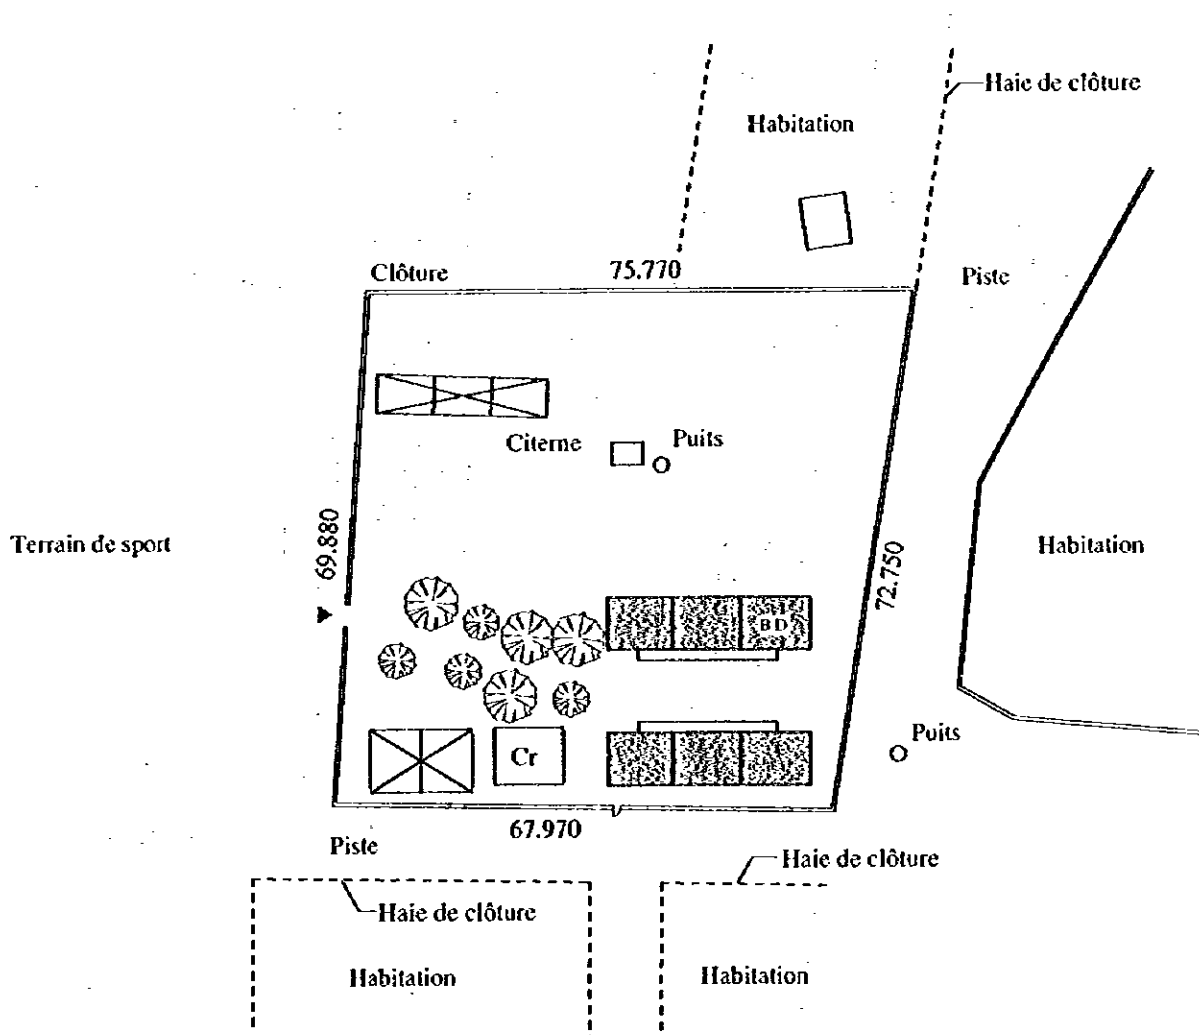 Haie de clôture
Habitation
Clôture
75.770
Piste
Citerne
Puits
69.880
Terrain de sport
72.750
Habitation
BD
Puits
Cr
67.970
Piste
Haie de clôture
Haie de clôture
Habitation
Habitation